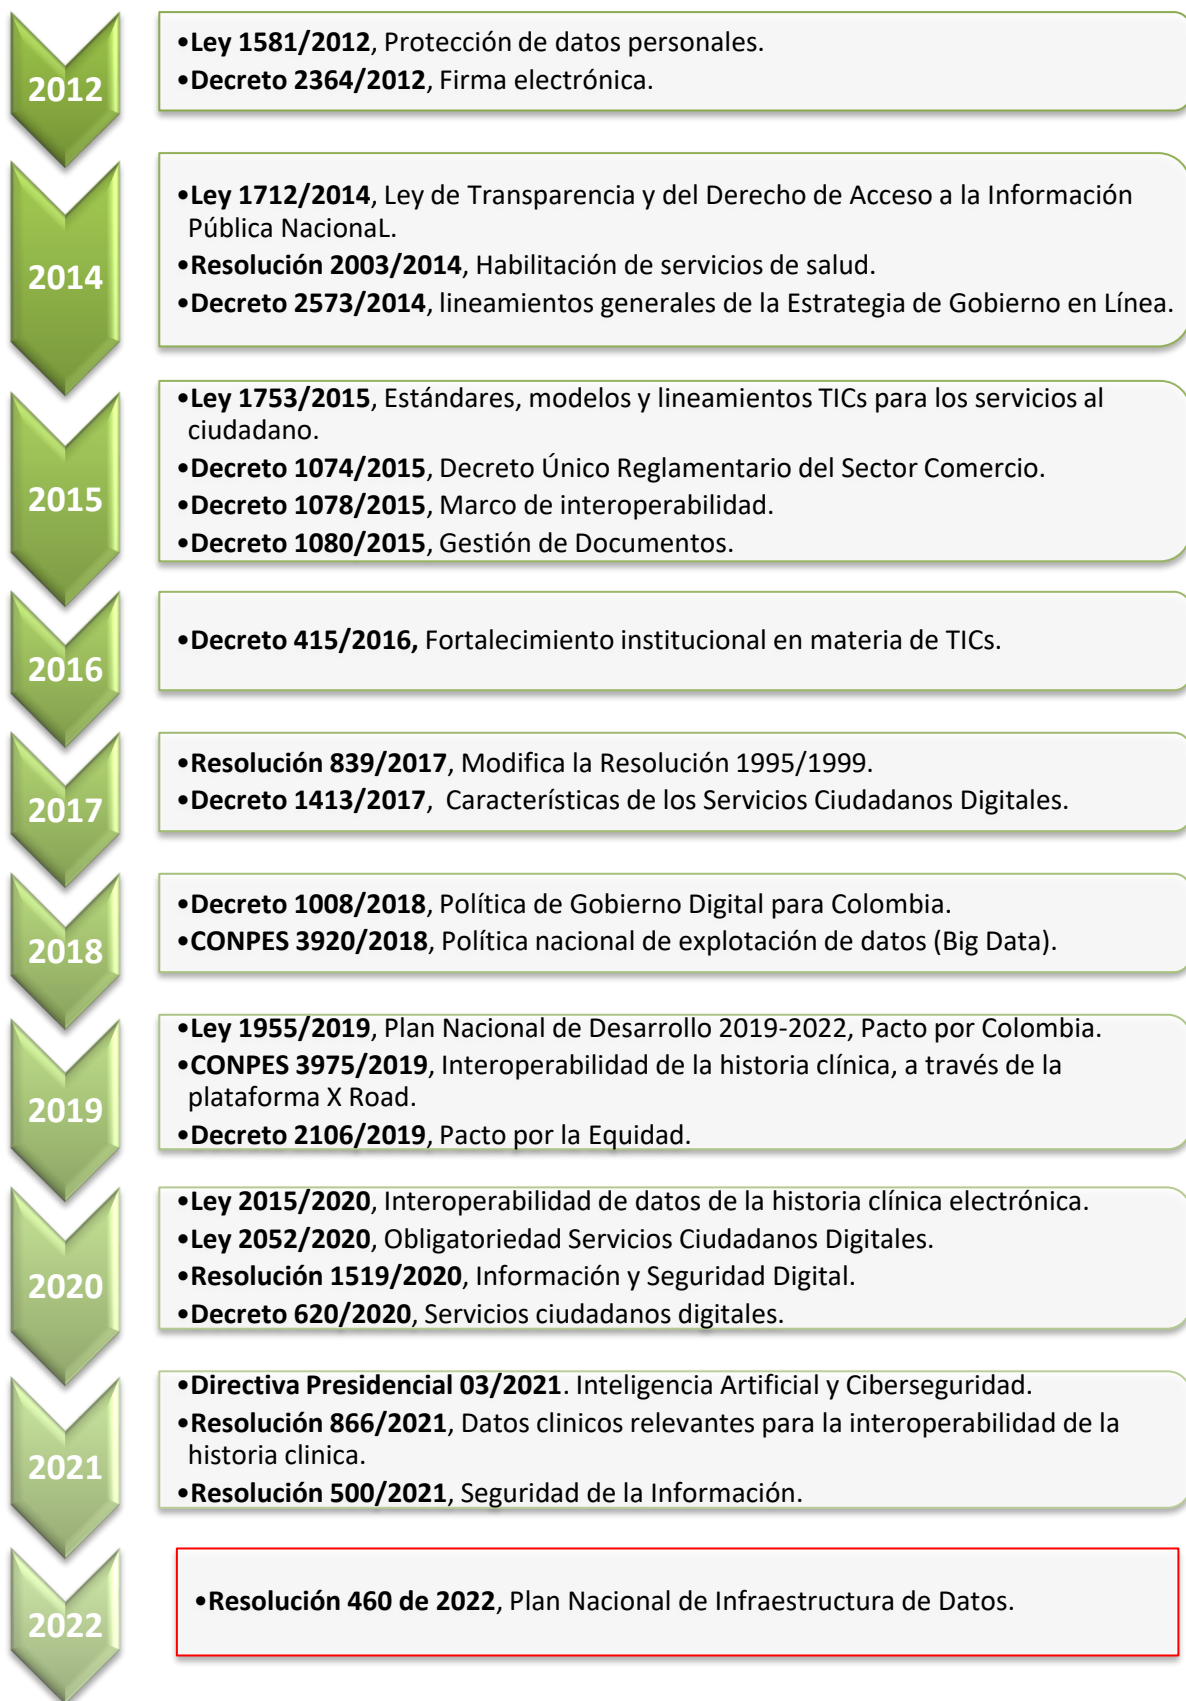 2012
•Ley 1581/2012, Protección de datos personales.
•Decreto 2364/2012, Firma electrónica.
2014
•Ley 1712/2014, Ley de Transparencia y del Derecho de Acceso a la Información
Pública NacionaL.
•Resolución 2003/2014, Habilitación de servicios de salud.
•Decreto 2573/2014, lineamientos generales de la Estrategia de Gobierno en Línea.
2015
•Ley 1753/2015, Estándares, modelos y lineamientos TICs para los servicios al
ciudadano.
•Decreto 1074/2015, Decreto Único Reglamentario del Sector Comercio.
•Decreto 1078/2015, Marco de interoperabilidad.
•Decreto 1080/2015, Gestión de Documentos.
2016
•Decreto 415/2016, Fortalecimiento institucional en materia de TICs.
2017
•Resolución 839/2017, Modifica la Resolución 1995/1999.
•Decreto 1413/2017, Características de los Servicios Ciudadanos Digitales.
2018
•Decreto 1008/2018, Política de Gobierno Digital para Colombia.
•CONPES 3920/2018, Política nacional de explotación de datos (Big Data).
2019
•Ley 1955/2019, Plan Nacional de Desarrollo 2019-2022, Pacto por Colombia.
•CONPES 3975/2019, Interoperabilidad de la historia clínica, a través de la
plataforma X Road.
•Decreto 2106/2019, Pacto por la Equidad.
2020
•Ley 2015/2020, Interoperabilidad de datos de la historia clínica electrónica.
•Ley 2052/2020, Obligatoriedad Servicios Ciudadanos Digitales.
•Resolución 1519/2020, Información y Seguridad Digital.
•Decreto 620/2020, Servicios ciudadanos digitales.
2021
•Directiva Presidencial 03/2021. Inteligencia Artificial y Ciberseguridad.
•Resolución 866/2021, Datos clinicos relevantes para la interoperabilidad de la
historia clinica.
•Resolución 500/2021, Seguridad de la Información.
2022
•Resolución 460 de 2022, Plan Nacional de Infraestructura de Datos.